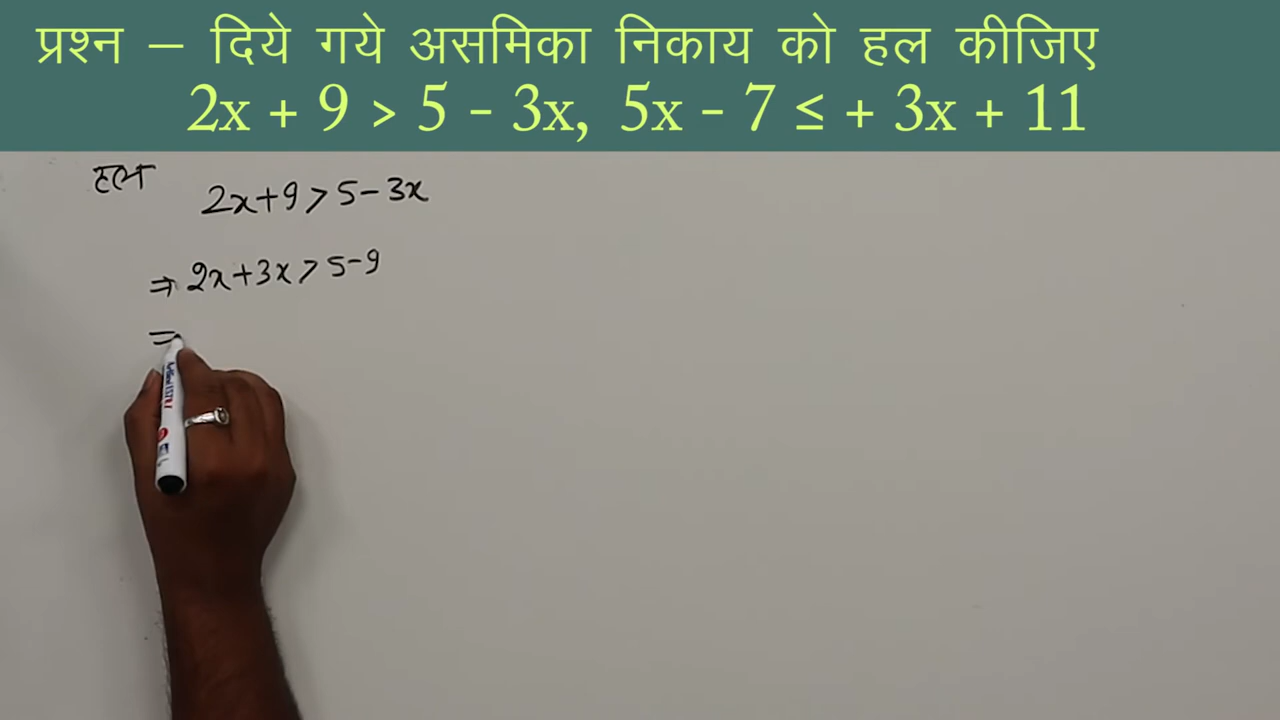 प्रश्न – दिये गये असमिका निकाय को हल कीजिए
2x + 9 > 5 - 3x, 5x - 7 ≤ + 3x + 11
हल 2x+9>5-3x
⇒ 2x+3x>5-9
=